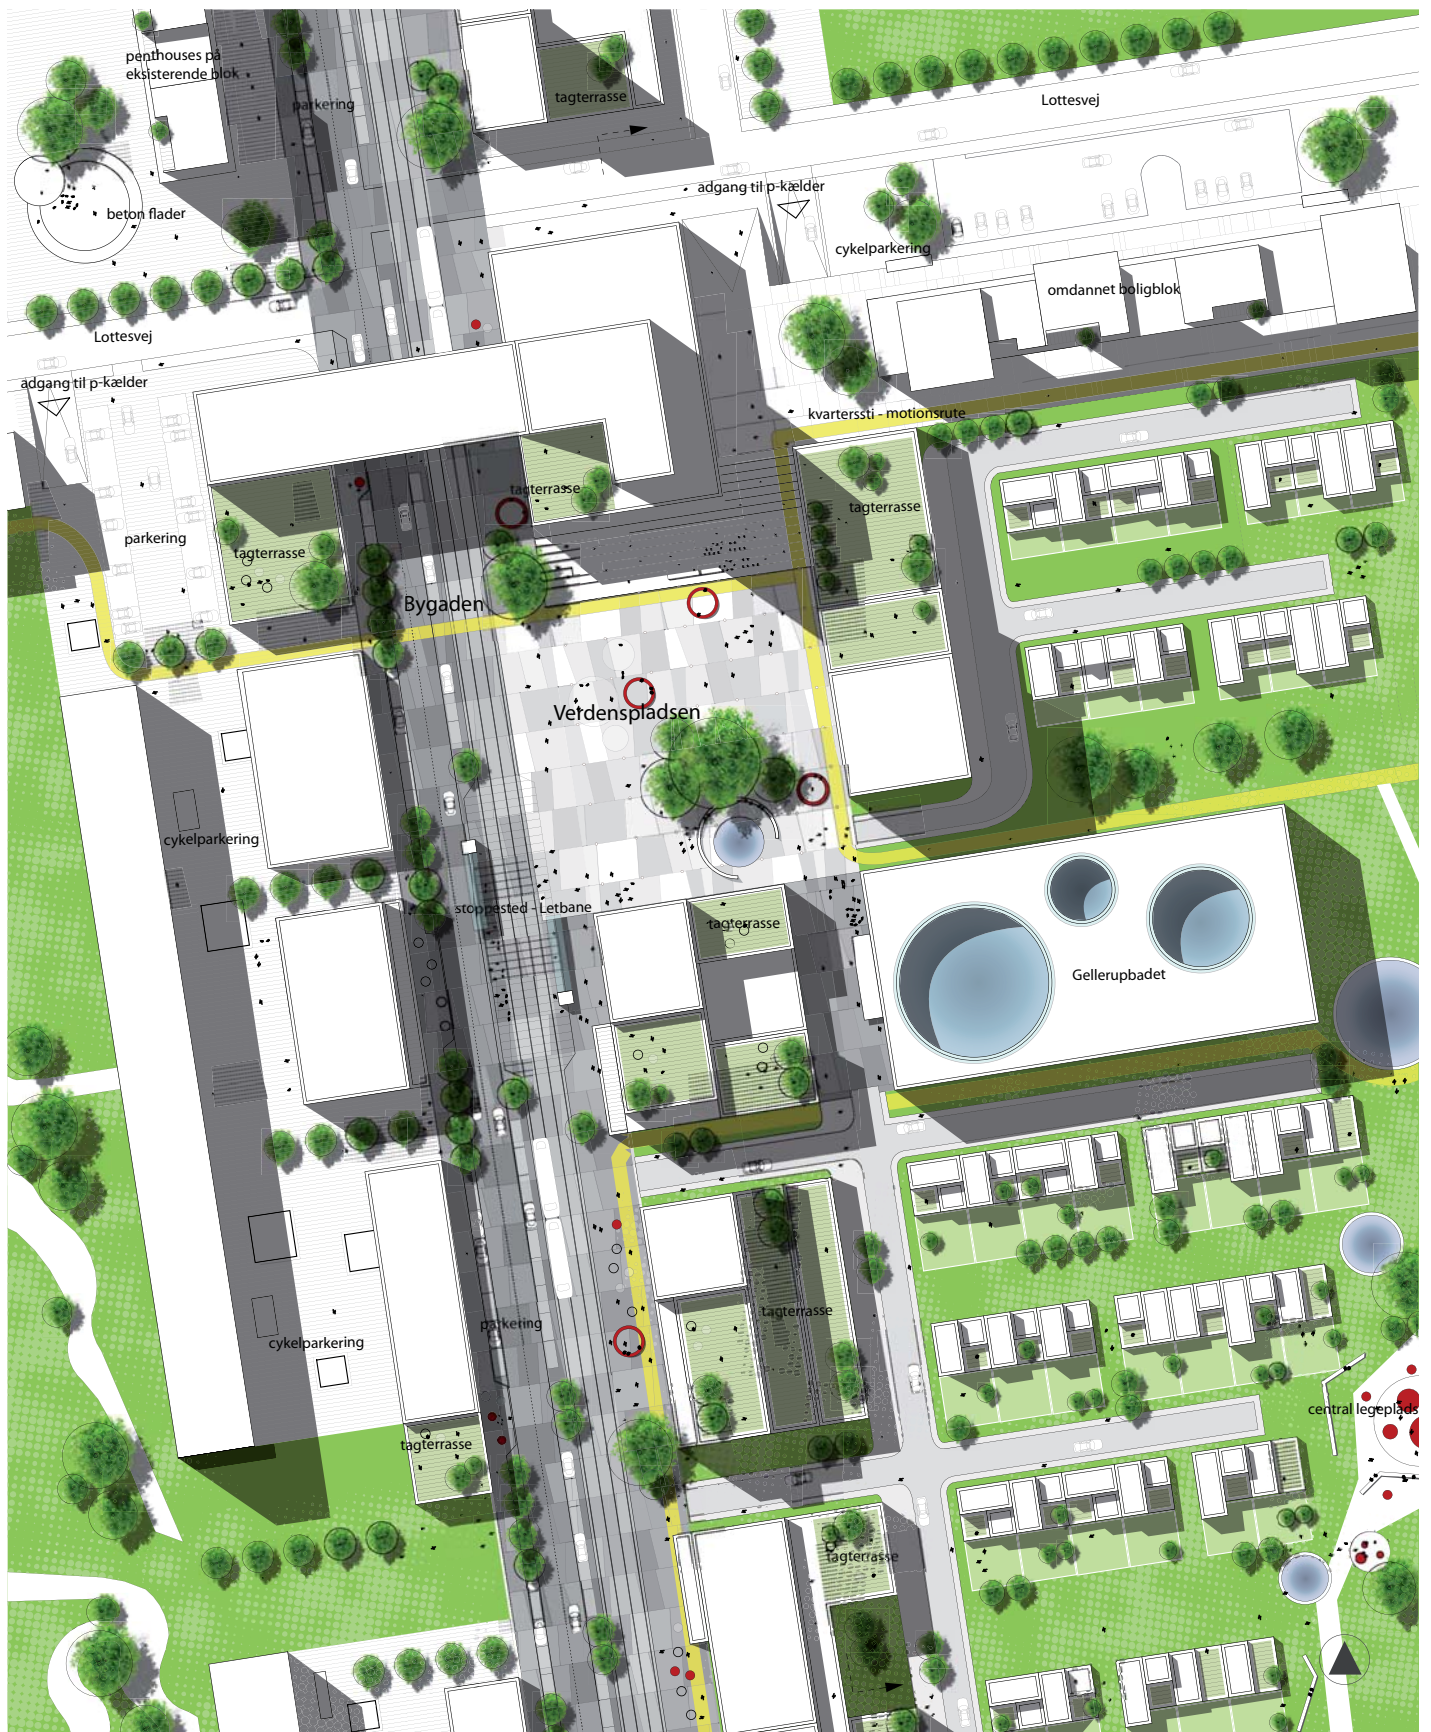 penthouses på
eksisterende blok
parkering
tagterrasse
Lottesvej
adgang til p-kælder
beton flader
cykelparkering
omdannet boligblok
Lottesvej
adgang til p-kælder
kvarterssti - motionsrute
tagterrasse
tagterrasse
parkering
tagterrasse
Bygaden
Verdenspladsen
cykelparkering
stoppested - Letbane
tagterrasse
Gellerupbadet
tagterrasse
parkering
cykelparkering
central legeplads
tagterrasse
tagterrasse